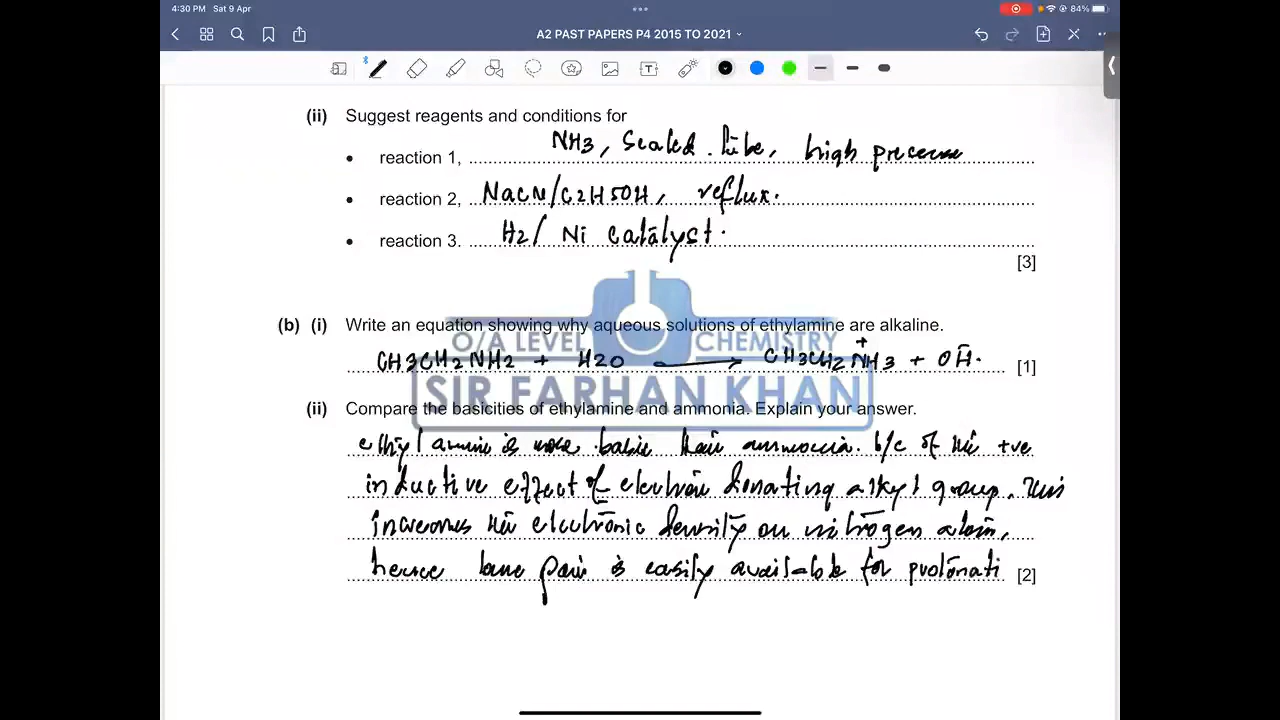 4:30 PM Sat 9 Apr
84%
A2 PAST PAPERS P4 2015 TO 2021
(ii) Suggest reagents and conditions for
• reaction 1, NH3, Sealed tube, high pressure
• reaction 2, NaCN/C2H5OH, reflux.
• reaction 3. H2/ Ni catalyst.
[3]
(b) (i) Write an equation showing why aqueous solutions of ethylamine are alkaline.
O/A LEVEL CHEMISTRY
CH3CH2NH2 + H2O → CH3CH2N⁺H3 + OH⁻. [1]
SIR FARHAN KHAN
(ii) Compare the basicities of ethylamine and ammonia. Explain your answer.
ethyl amine is more basic than ammonia. b/c of the +ve
inductive effect of electron donating alkyl group. This
increases the electronic density on nitrogen atom,
hence lone pair is easily available for protonati [2]